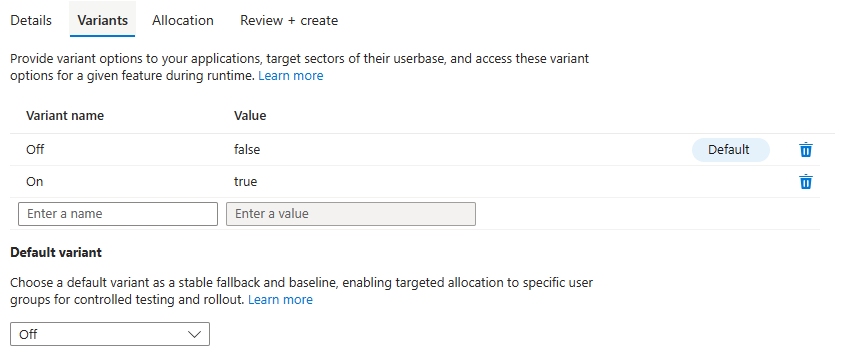 Details Variants Allocation Review + create
Provide variant options to your applications, target sectors of their userbase, and access these variant
options for a given feature during runtime. Learn more
Variant name Value
Off false Default
On true
Enter a name Enter a value
Default variant
Choose a default variant as a stable fallback and baseline, enabling targeted allocation to specific user
groups for controlled testing and rollout. Learn more
Off